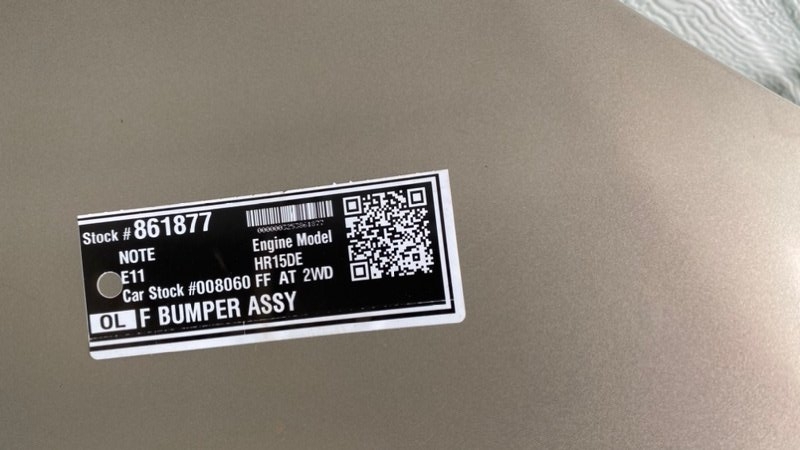 Stock # 861877
NOTE
E11
Car Stock #008060
OL F BUMPER ASSY
Engine Model
HR15DE
FF AT 2WD